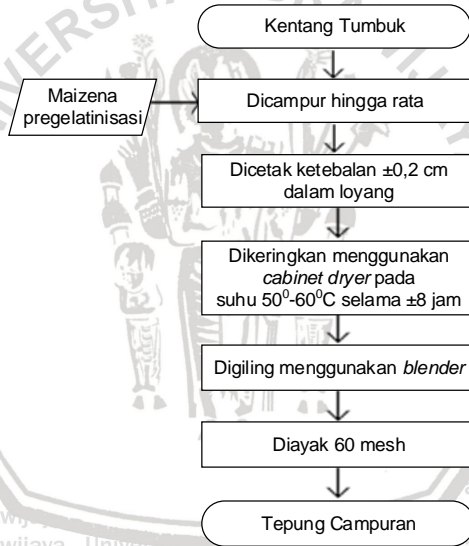 Kentang Tumbuk
Maizena
pregelatinisasi
Dicampur hingga rata
Dicetak ketebalan ±0,2 cm
dalam loyang
Dikeringkan menggunakan
cabinet dryer pada
suhu 50⁰-60⁰C selama ±8 jam
Digiling menggunakan blender
Diayak 60 mesh
Tepung Campuran